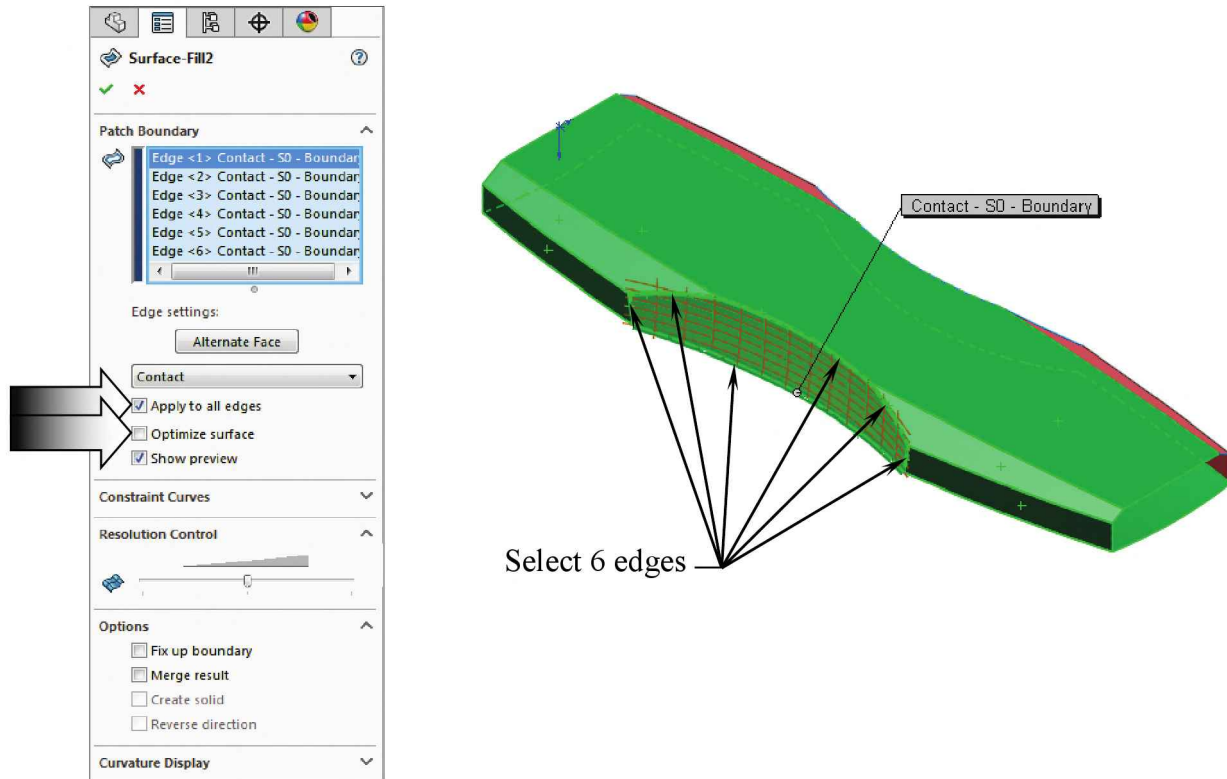 Surface-Fill2
Patch Boundary
Edge <1> Contact - S0 - Boundar
Edge <2> Contact - S0 - Boundar
Edge <3> Contact - S0 - Boundar
Edge <4> Contact - S0 - Boundar
Edge <5> Contact - S0 - Boundar
Edge <6> Contact - S0 - Boundar
Edge settings:
Alternate Face
Contact
Apply to all edges
Optimize surface
Show preview
Constraint Curves
Resolution Control
Options
Fix up boundary
Merge result
Create solid
Reverse direction
Curvature Display
Contact - S0 - Boundary
Select 6 edges